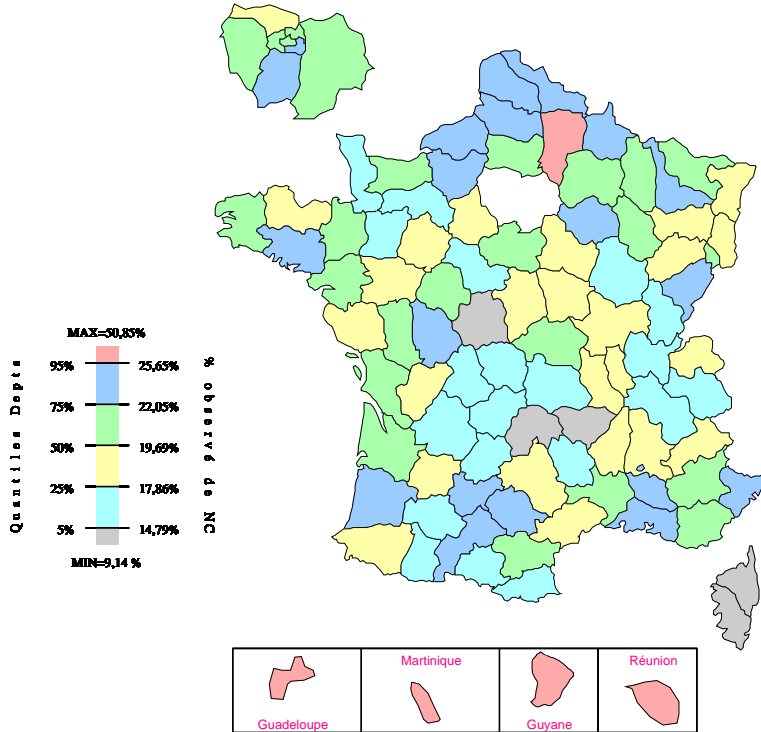 MAX=50,85%
95% 25,65%
75% 22,05%
50% 19,69%
25% 17,86%
5% 14,79%
MIN=9,14 %
Quantiles Depts
% observé de NC
Martinique Réunion
Guadeloupe Guyane